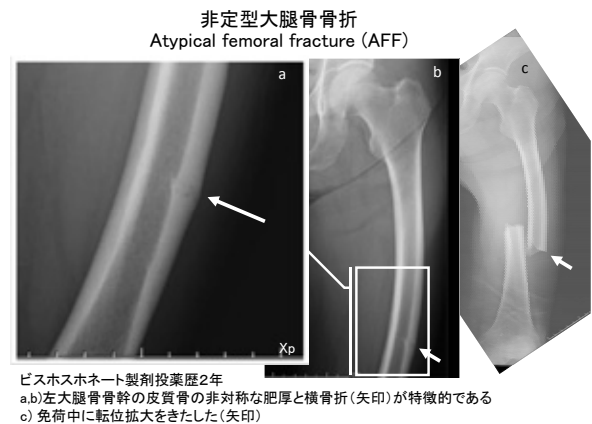 非定型大腿骨骨折
Atypical femoral fracture (AFF)
a
b
c
Xp
ビスホスホネート製剤投薬歴2年
a,b)左大腿骨骨幹の皮質骨の非対称な肥厚と横骨折(矢印)が特徴的である
c) 免荷中に転位拡大をきたした(矢印)